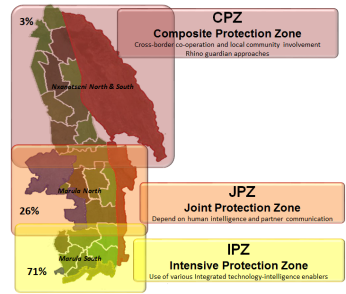 3%
CPZ
Composite Protection Zone
Cross-border co-operation and local community involvement
Rhino guardian approaches
Nxanatseni North & South
Marula North
26%
JPZ
Joint Protection Zone
Depend on human intelligence and partner communication
Marula South
71%
IPZ
Intensive Protection Zone
Use of various Integrated technology-intelligence enablers